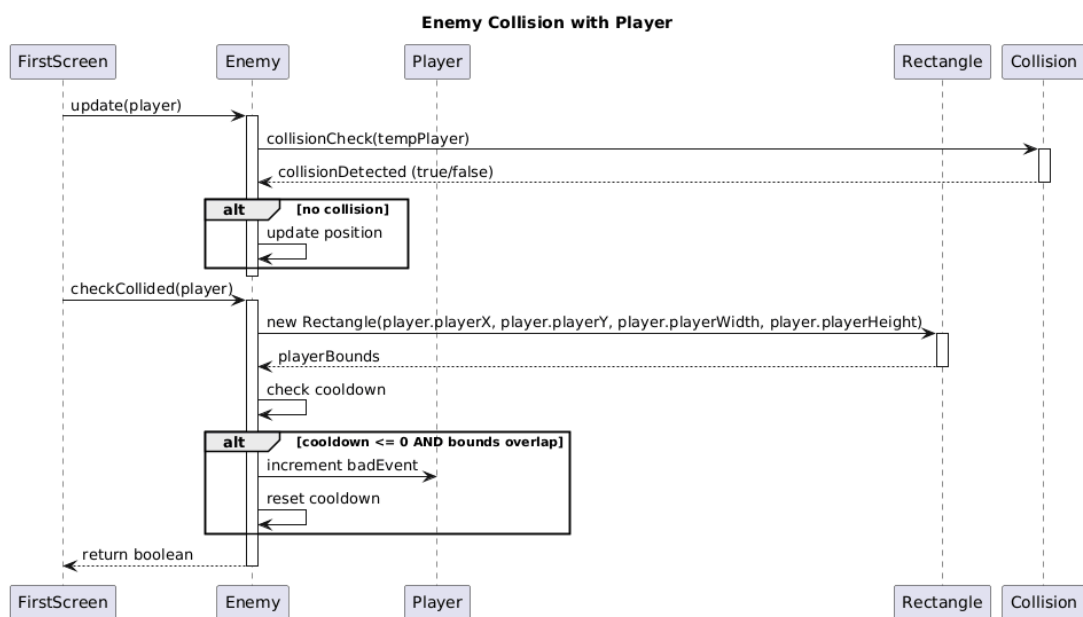 Enemy Collision with Player
FirstScreen Enemy Player Rectangle Collision
update(player)
collisionCheck(tempPlayer)
collisionDetected (true/false)
alt [no collision]
update position
checkCollided(player)
new Rectangle(player.playerX, player.playerY, player.playerWidth, player.playerHeight)
playerBounds
check cooldown
alt [cooldown <= 0 AND bounds overlap]
increment badEvent
reset cooldown
return boolean
FirstScreen Enemy Player Rectangle Collision